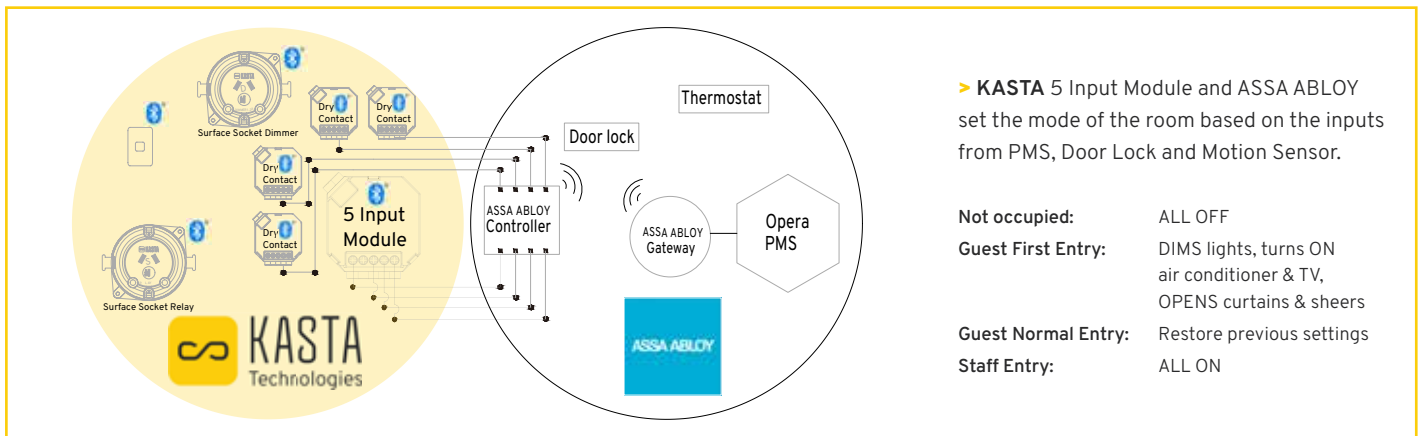 Surface Socket Dimmer
Dry
Contact
Dry
Contact
Dry
Contact
Dry
Contact
5 Input
Module
Surface Socket Relay
KASTA
Technologies
Thermostat
Door lock
ASSA ABLOY
Controller
ASSA ABLOY
Gateway
Opera
PMS
ASSA ABLOY
> KASTA 5 Input Module and ASSA ABLOY
set the mode of the room based on the inputs
from PMS, Door Lock and Motion Sensor.
Not occupied: ALL OFF
Guest First Entry: DIMS lights, turns ON
air conditioner & TV,
OPENS curtains & sheers
Guest Normal Entry: Restore previous settings
Staff Entry: ALL ON